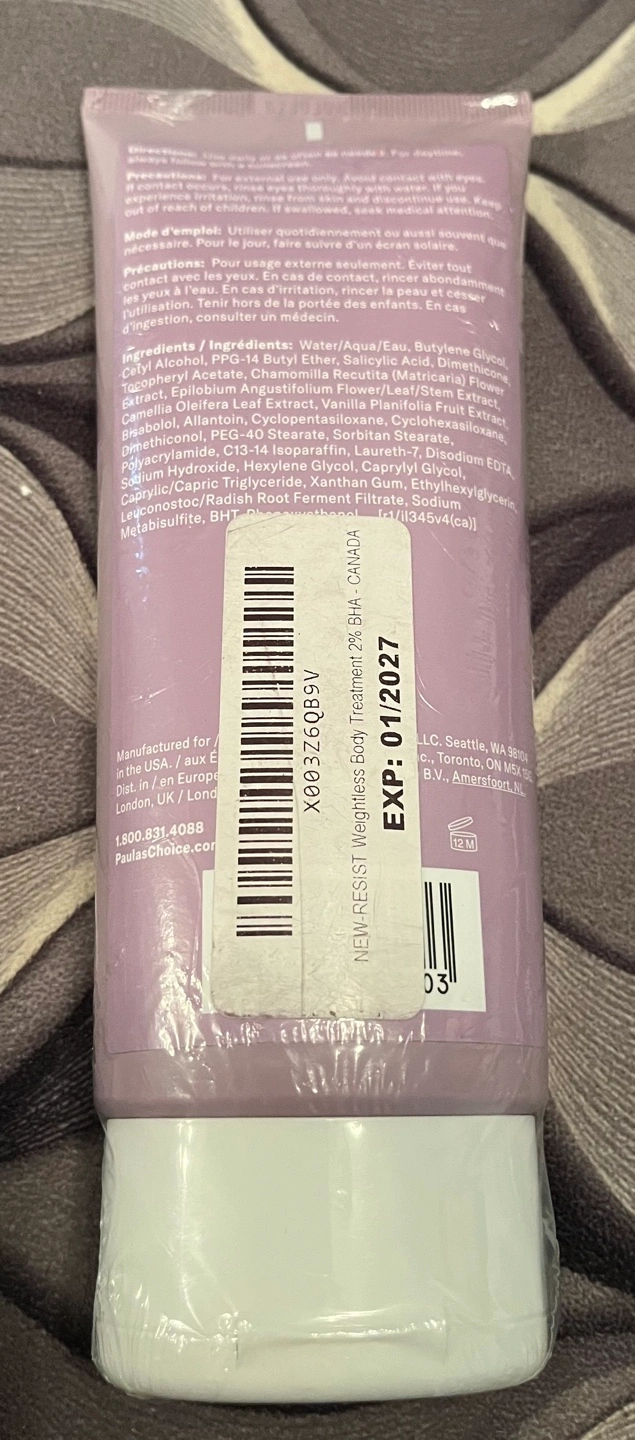 Directions: Use daily or as often as needed. For daytime,
always follow with a sunscreen.
Precautions: For external use only. Avoid contact with eyes.
If contact occurs, rinse eyes thoroughly with water. If you
experience irritation, rinse from skin and discontinue use. Keep
out of reach of children. If swallowed, seek medical attention.
Mode d'emploi: Utiliser quotidiennement ou aussi souvent que
nécessaire. Pour le jour, faire suivre d'un écran solaire.
Précautions: Pour usage externe seulement. Éviter tout
contact avec les yeux. En cas de contact, rincer abondamment
les yeux à l'eau. En cas d'irritation, rincer la peau et cesser
l'utilisation. Tenir hors de la portée des enfants. En cas
d'ingestion, consulter un médecin.
Ingredients / Ingrédients: Water/Aqua/Eau, Butylene Glycol,
Cetyl Alcohol, PPG-14 Butyl Ether, Salicylic Acid, Dimethicone,
Tocopheryl Acetate, Chamomilla Recutita (Matricaria) Flower
Extract, Epilobium Angustifolium Flower/Leaf/Stem Extract,
Camellia Oleifera Leaf Extract, Vanilla Planifolia Fruit Extract,
Bisabolol, Allantoin, Cyclopentasiloxane, Cyclohexasiloxane,
Dimethiconol, PEG-40 Stearate, Sorbitan Stearate,
Polyacrylamide, C13-14 Isoparaffin, Laureth-7, Disodium EDTA,
Sodium Hydroxide, Hexylene Glycol, Caprylyl Glycol,
Caprylic/Capric Triglyceride, Xanthan Gum, Ethylhexylglycerin,
Leuconostoc/Radish Root Ferment Filtrate, Sodium
Metabisulfite, BHT, Phenoxyethanol. [r1/il345v4(ca)]
X003Z6QB9V
NEW-RESIST Weightless Body Treatment 2% BHA - CANADA
EXP: 01/2027
Manufactured for / LLC. Seattle, WA 98104
in the USA. / aux É c., Toronto, ON M5X
Dist. in / en Europe B.V., Amersfoort, NL.
London, UK / Lond
1.800.831.4088
PaulasChoice.com
12 M
03